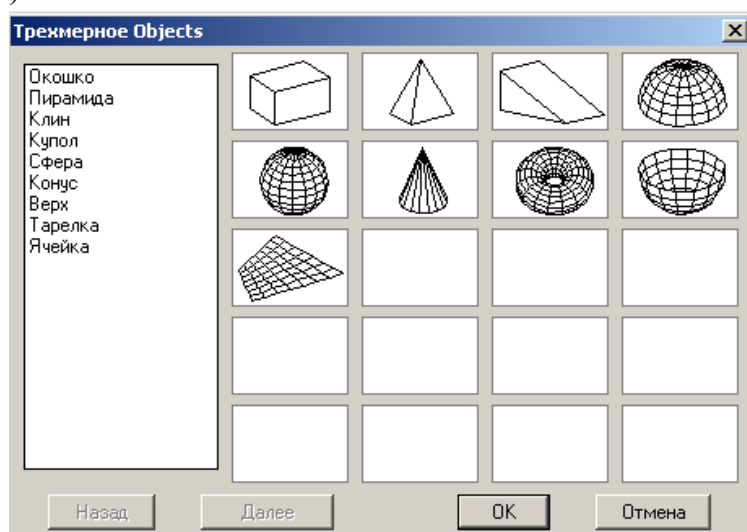 )
Трехмерное Objects
Окошко
Пирамида
Клин
Купол
Сфера
Конус
Верх
Тарелка
Ячейка
Назад
Далее
OK
Отмена